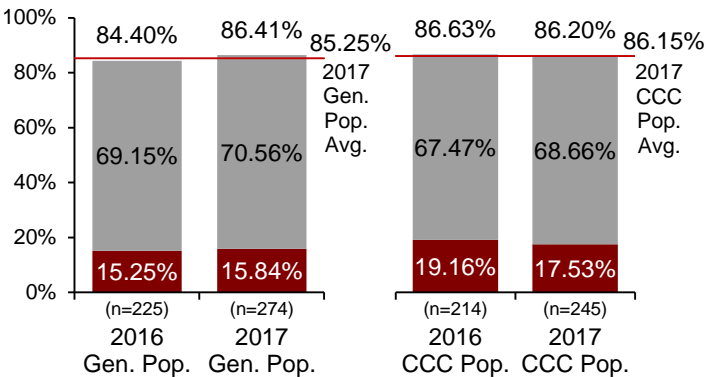 100%
80%
60%
40%
20%
0%
84.40%
86.41%
85.25%
2017
Gen.
Pop.
Avg.
69.15%
70.56%
15.25%
15.84%
(n=225)
(n=274)
2016
Gen. Pop.
2017
Gen. Pop.
86.63%
86.20%
86.15%
2017
CCC
Pop.
Avg.
67.47%
68.66%
19.16%
17.53%
(n=214)
(n=245)
2016
CCC Pop.
2017
CCC Pop.